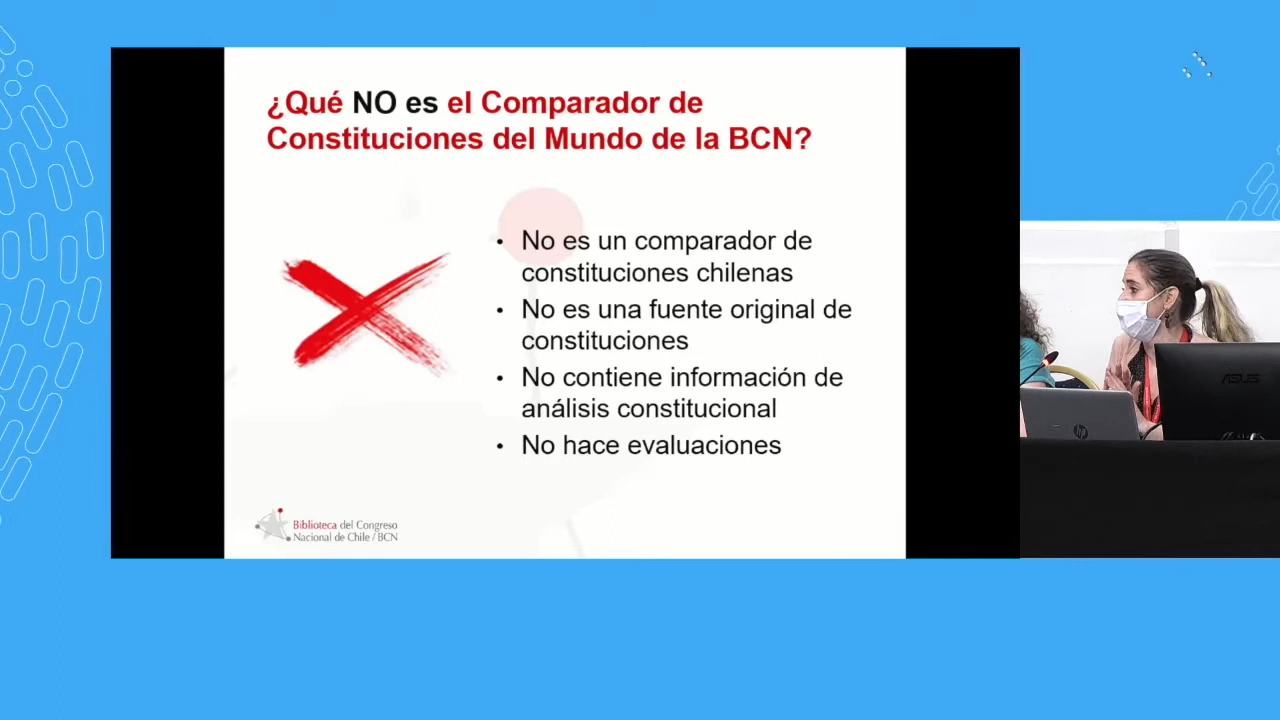 ¿Qué NO es el Comparador de
Constituciones del Mundo de la BCN?
• No es un comparador de
constituciones chilenas
• No es una fuente original de
constituciones
• No contiene información de
análisis constitucional
• No hace evaluaciones
Biblioteca del Congreso
Nacional de Chile / BCN
ASUS
hp